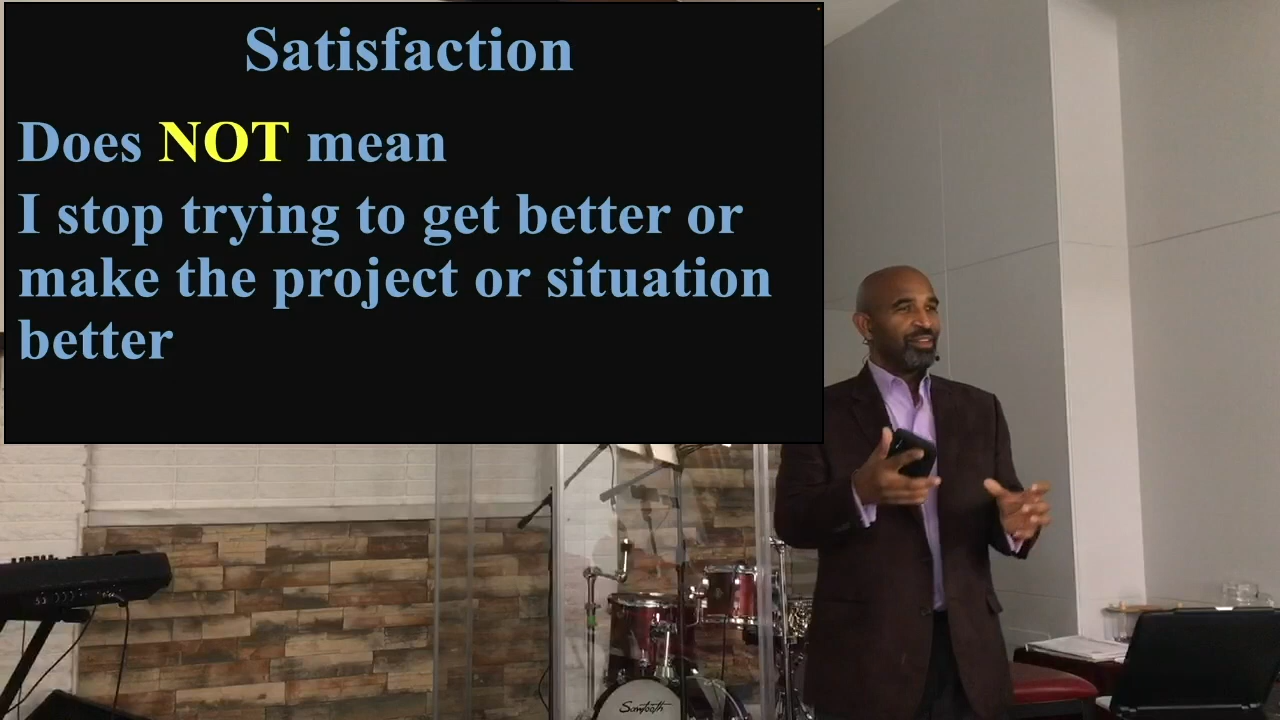 Satisfaction
Does NOT mean
I stop trying to get better or
make the project or situation
better
Sawtooth